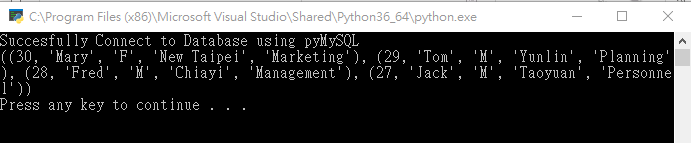 C:\Program Files (x86)\Microsoft Visual Studio\Shared\Python36_64\python.exe
Succesfully Connect to Database using pyMySQL
((30, 'Mary', 'F', 'New Taipei', 'Marketing'), (29, 'Tom', 'M', 'Yunlin', 'Planning'
), (28, 'Fred', 'M', 'Chiayi', 'Management'), (27, 'Jack', 'M', 'Taoyuan', 'Personne
l'))
Press any key to continue . . .